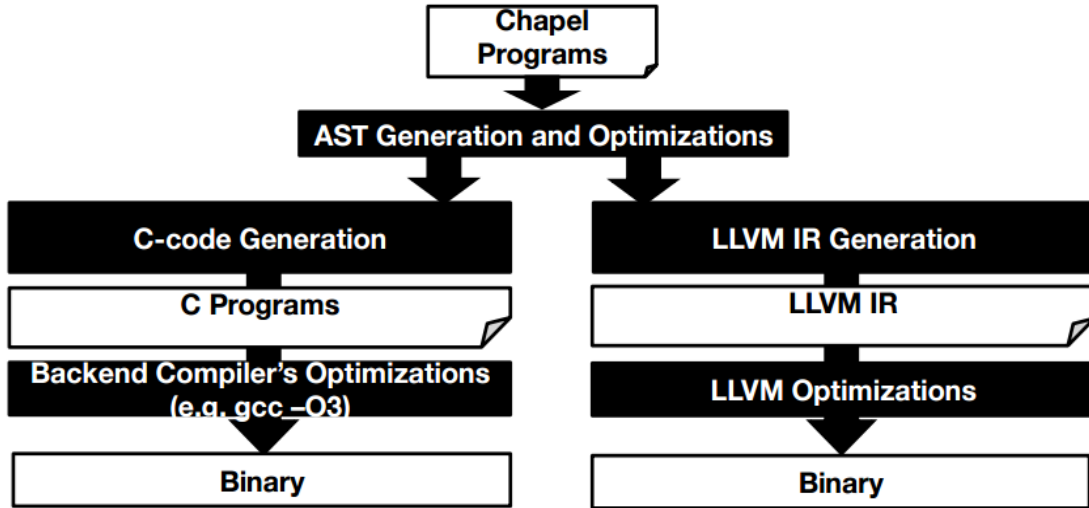 Chapel
Programs
AST Generation and Optimizations
C-code Generation
LLVM IR Generation
C Programs
LLVM IR
Backend Compiler’s Optimizations
(e.g. gcc –O3)
LLVM Optimizations
Binary
Binary